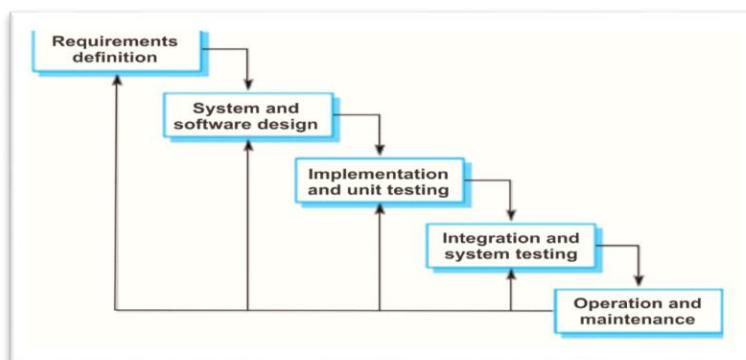 Requirements
definition
System and
software design
Implementation
and unit testing
Integration and
system testing
Operation and
maintenance